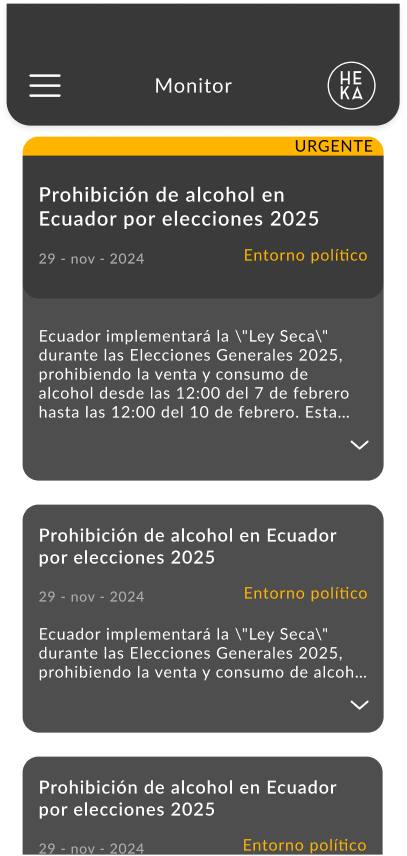 Monitor
HE
KA
URGENTE
Prohibición de alcohol en
Ecuador por elecciones 2025
29 - nov - 2024
Entorno político
Ecuador implementará la \"Ley Seca\"
durante las Elecciones Generales 2025,
prohibiendo la venta y consumo de
alcohol desde las 12:00 del 7 de febrero
hasta las 12:00 del 10 de febrero. Esta...
Prohibición de alcohol en Ecuador
por elecciones 2025
29 - nov - 2024
Entorno político
Ecuador implementará la \"Ley Seca\"
durante las Elecciones Generales 2025,
prohibiendo la venta y consumo de alcoh...
Prohibición de alcohol en Ecuador
por elecciones 2025
29 - nov - 2024
Entorno político